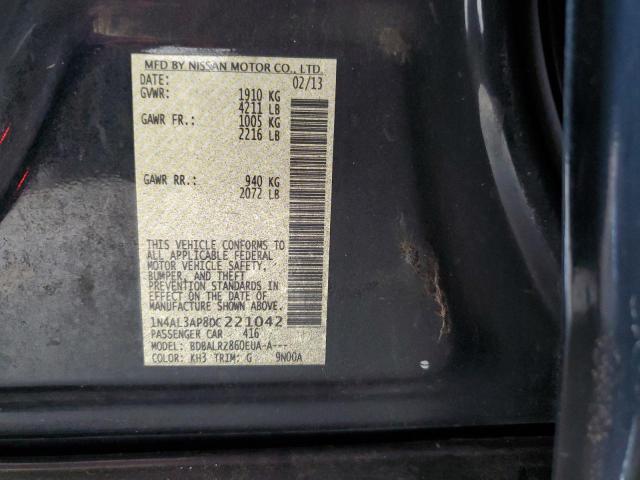 MFD BY NISSAN MOTOR CO., LTD.
DATE: 02/13
GVWR: 1910 KG
4211 LB
GAWR FR.: 1005 KG
2216 LB
GAWR RR.: 940 KG
2072 LB
THIS VEHICLE CONFORMS TO
ALL APPLICABLE FEDERAL
MOTOR VEHICLE SAFETY,
BUMPER, AND THEFT
PREVENTION STANDARDS
IN EFFECT ON THE DATE OF
MANUFACTURE SHOWN ABOVE.
1N4AL3AP8DC221042
PASSENGER CAR 416
MODEL: BDBALRZ860EUA-A---
COLOR: KH3 TRIM: G 9N00A